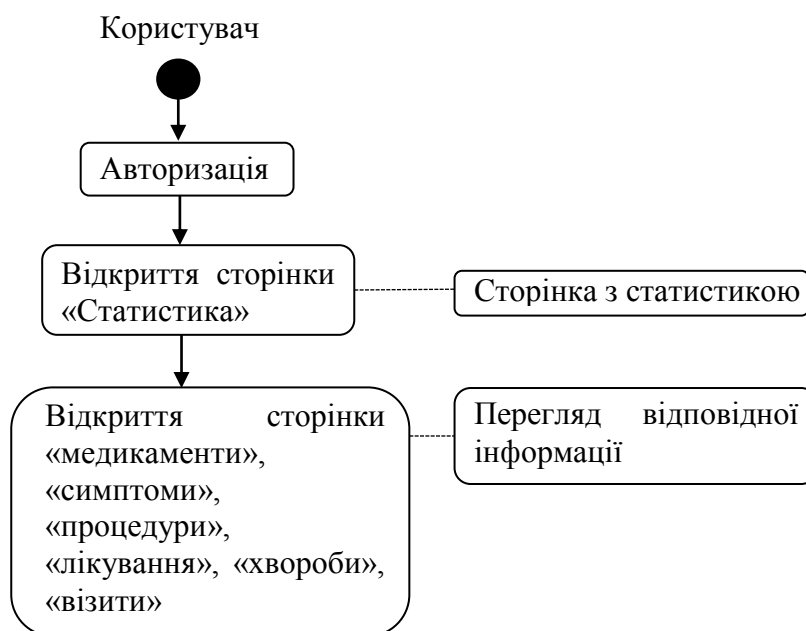 Користувач
Авторизація
Відкриття сторінки
«Статистика»
Сторінка з статистикою
Відкриття сторінки
«медикаменти»,
«симптоми»,
«процедури»,
«лікування», «хвороби»,
«візити»
Перегляд відповідної
інформації